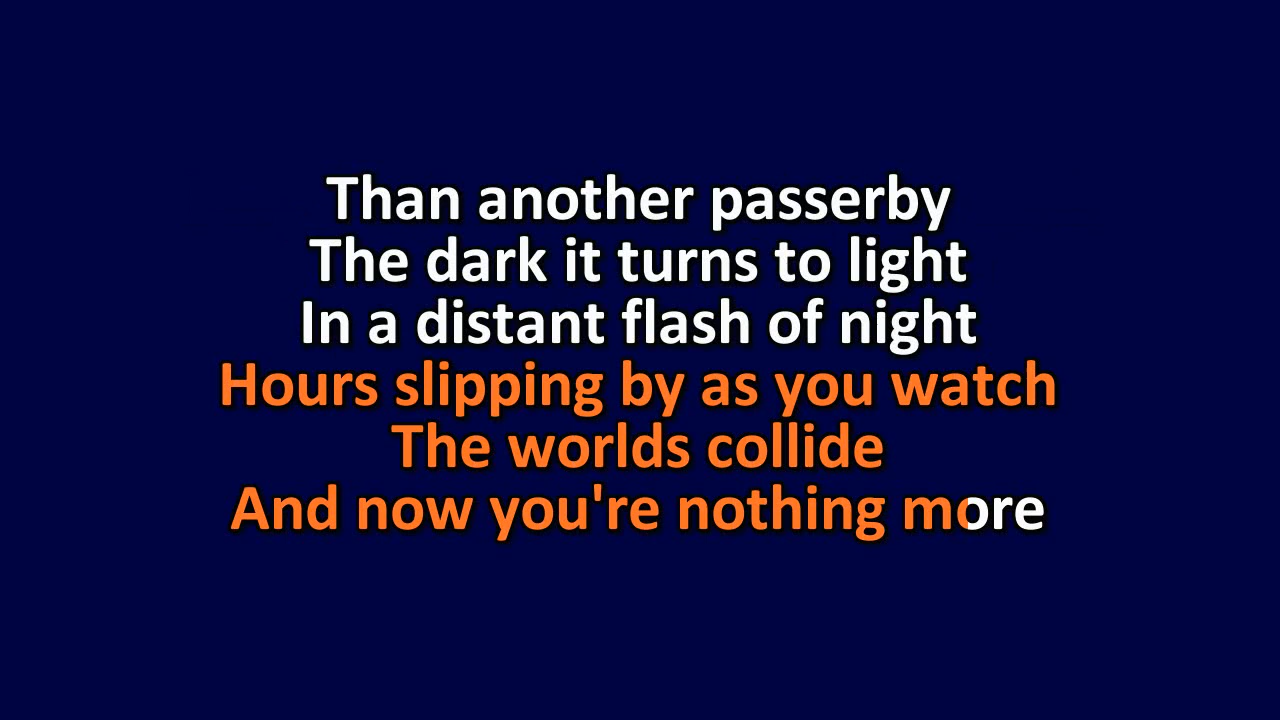 Than another passerby
The dark it turns to light
In a distant flash of night
Hours slipping by as you watch
The worlds collide
And now you're nothing more